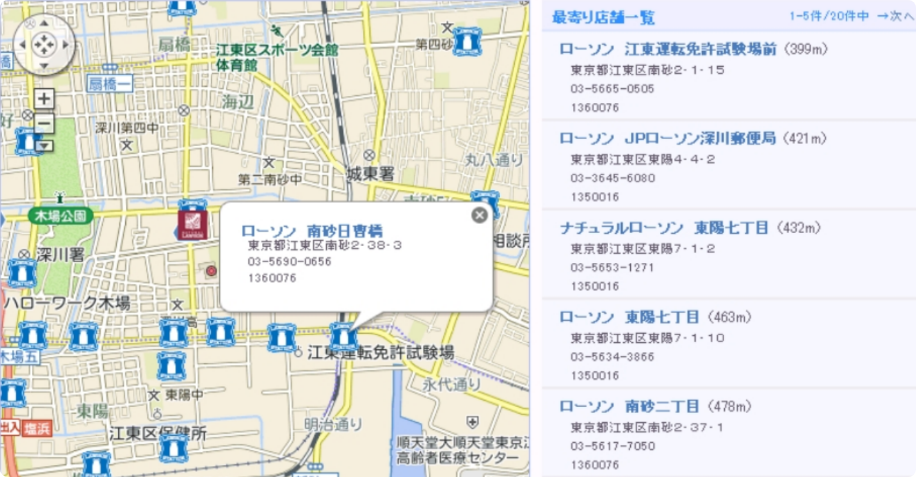 扇橋
江東区スポーツ会館
体育館
第四砂
扇橋一
海辺
深川第四中
丸八通り
第二南砂中
城東署
木場公園
深川署
相談所
ハローワーク木場
江東運転免許試験場
木場五
永代通り
東陽中
東陽
明治通り
出入
塩浜
江東区保健所
順天堂大順天堂東京江
高齢者医療センター
ローソン 南砂日曹橋
東京都江東区南砂2-38-3
03-5690-0656
1360076
最寄り店舗一覧
1-5件/20件中 →次へ
ローソン 江東運転免許試験場前 (399m)
東京都江東区南砂2-1-15
03-5665-0505
1360076
ローソン JPローソン深川郵便局 (421m)
東京都江東区東陽4-4-2
03-3645-6080
1350016
ナチュラルローソン 東陽七丁目 (432m)
東京都江東区東陽7-1-2
03-5653-1271
1350016
ローソン 東陽七丁目 (463m)
東京都江東区東陽7-1-10
03-5634-3866
1350016
ローソン 南砂二丁目 (478m)
東京都江東区南砂2-37-1
03-5617-7050
1360076